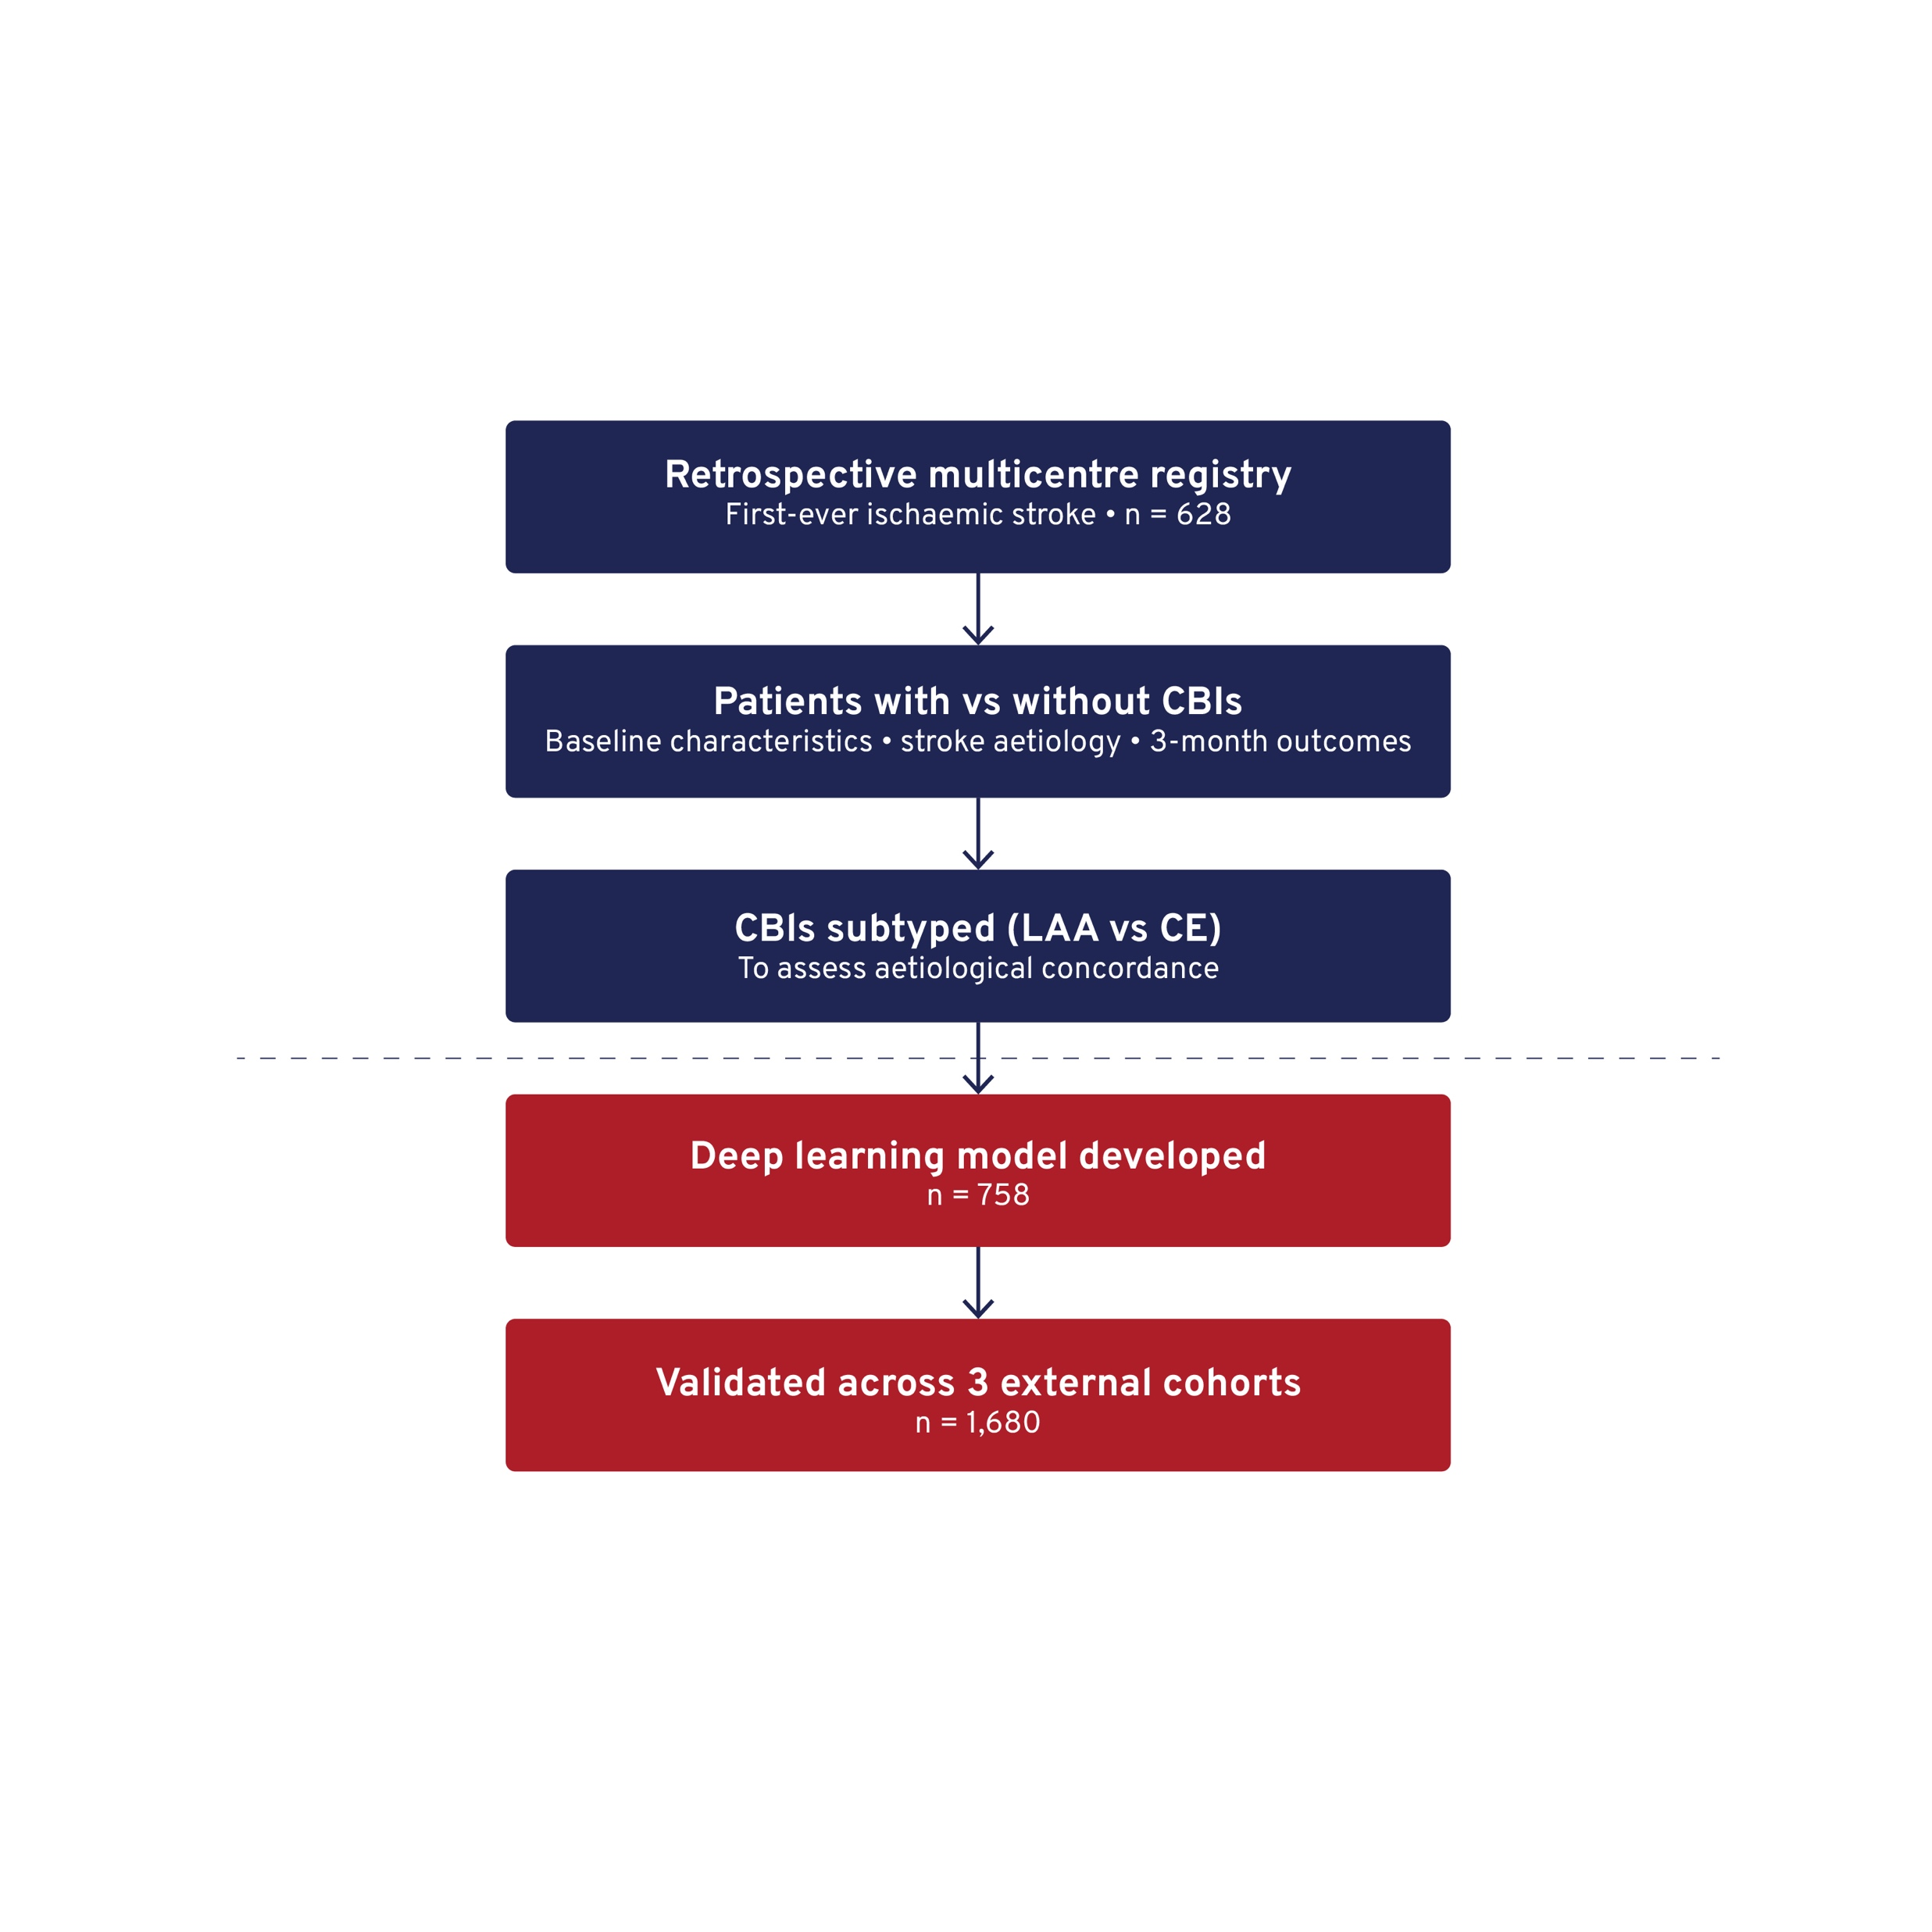 Retrospective multicentre registry
First-ever ischaemic stroke • n = 628
Patients with vs without CBIs
Baseline characteristics • stroke aetiology • 3-month outcomes
CBIs subtyped (LAA vs CE)
To assess aetiological concordance
Deep learning model developed
n = 758
Validated across 3 external cohorts
n = 1,680